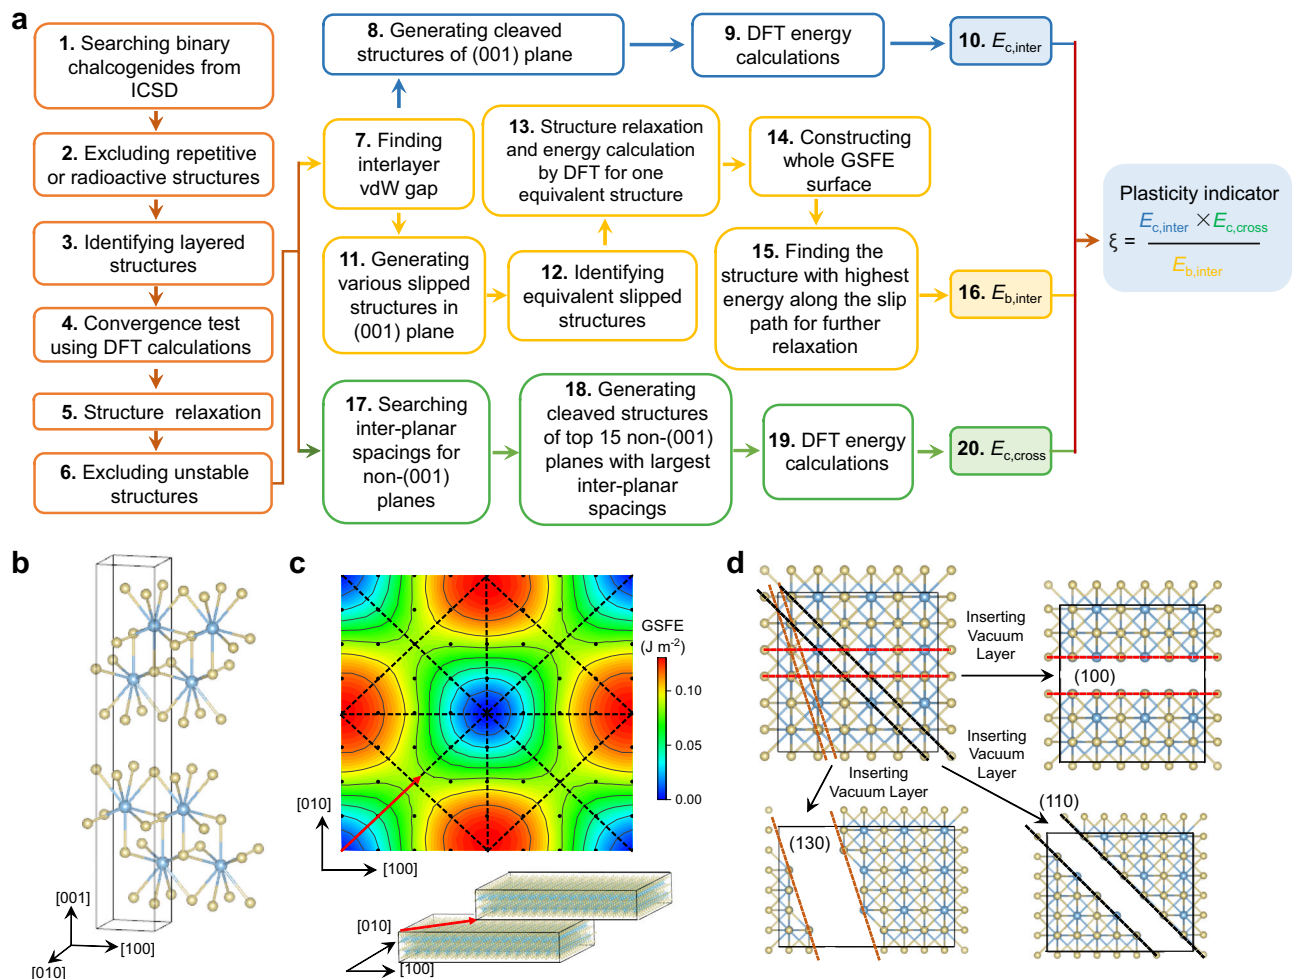 a
1. Searching binary
chalcogenides from
ICSD
2. Excluding repetitive
or radioactive structures
3. Identifying layered
structures
4. Convergence test
using DFT calculations
5. Structure relaxation
6. Excluding unstable
structures
8. Generating cleaved
structures of (001) plane
9. DFT energy
calculations
10. E_c,inter
7. Finding
interlayer
vdW gap
13. Structure relaxation
and energy calculation
by DFT for one
equivalent structure
14. Constructing
whole GSFE
surface
11. Generating
various slipped
structures in
(001) plane
12. Identifying
equivalent slipped
structures
15. Finding the
structure with highest
energy along the slip
path for further
relaxation
16. E_b,inter
17. Searching
inter-planar
spacings for
non-(001)
planes
18. Generating
cleaved structures
of top 15 non-(001)
planes with largest
inter-planar
spacings
19. DFT energy
calculations
20. E_c,cross
Plasticity indicator
ξ = E_c,inter × E_c,cross
E_b,inter
b
[001]
[100]
[010]
c
GSFE
(J m⁻²)
0.10
0.05
0.00
[010]
[100]
[010]
[100]
d
Inserting
Vacuum
Layer
(100)
Inserting
Vacuum
Layer
Inserting
Vacuum Layer
(130)
(110)